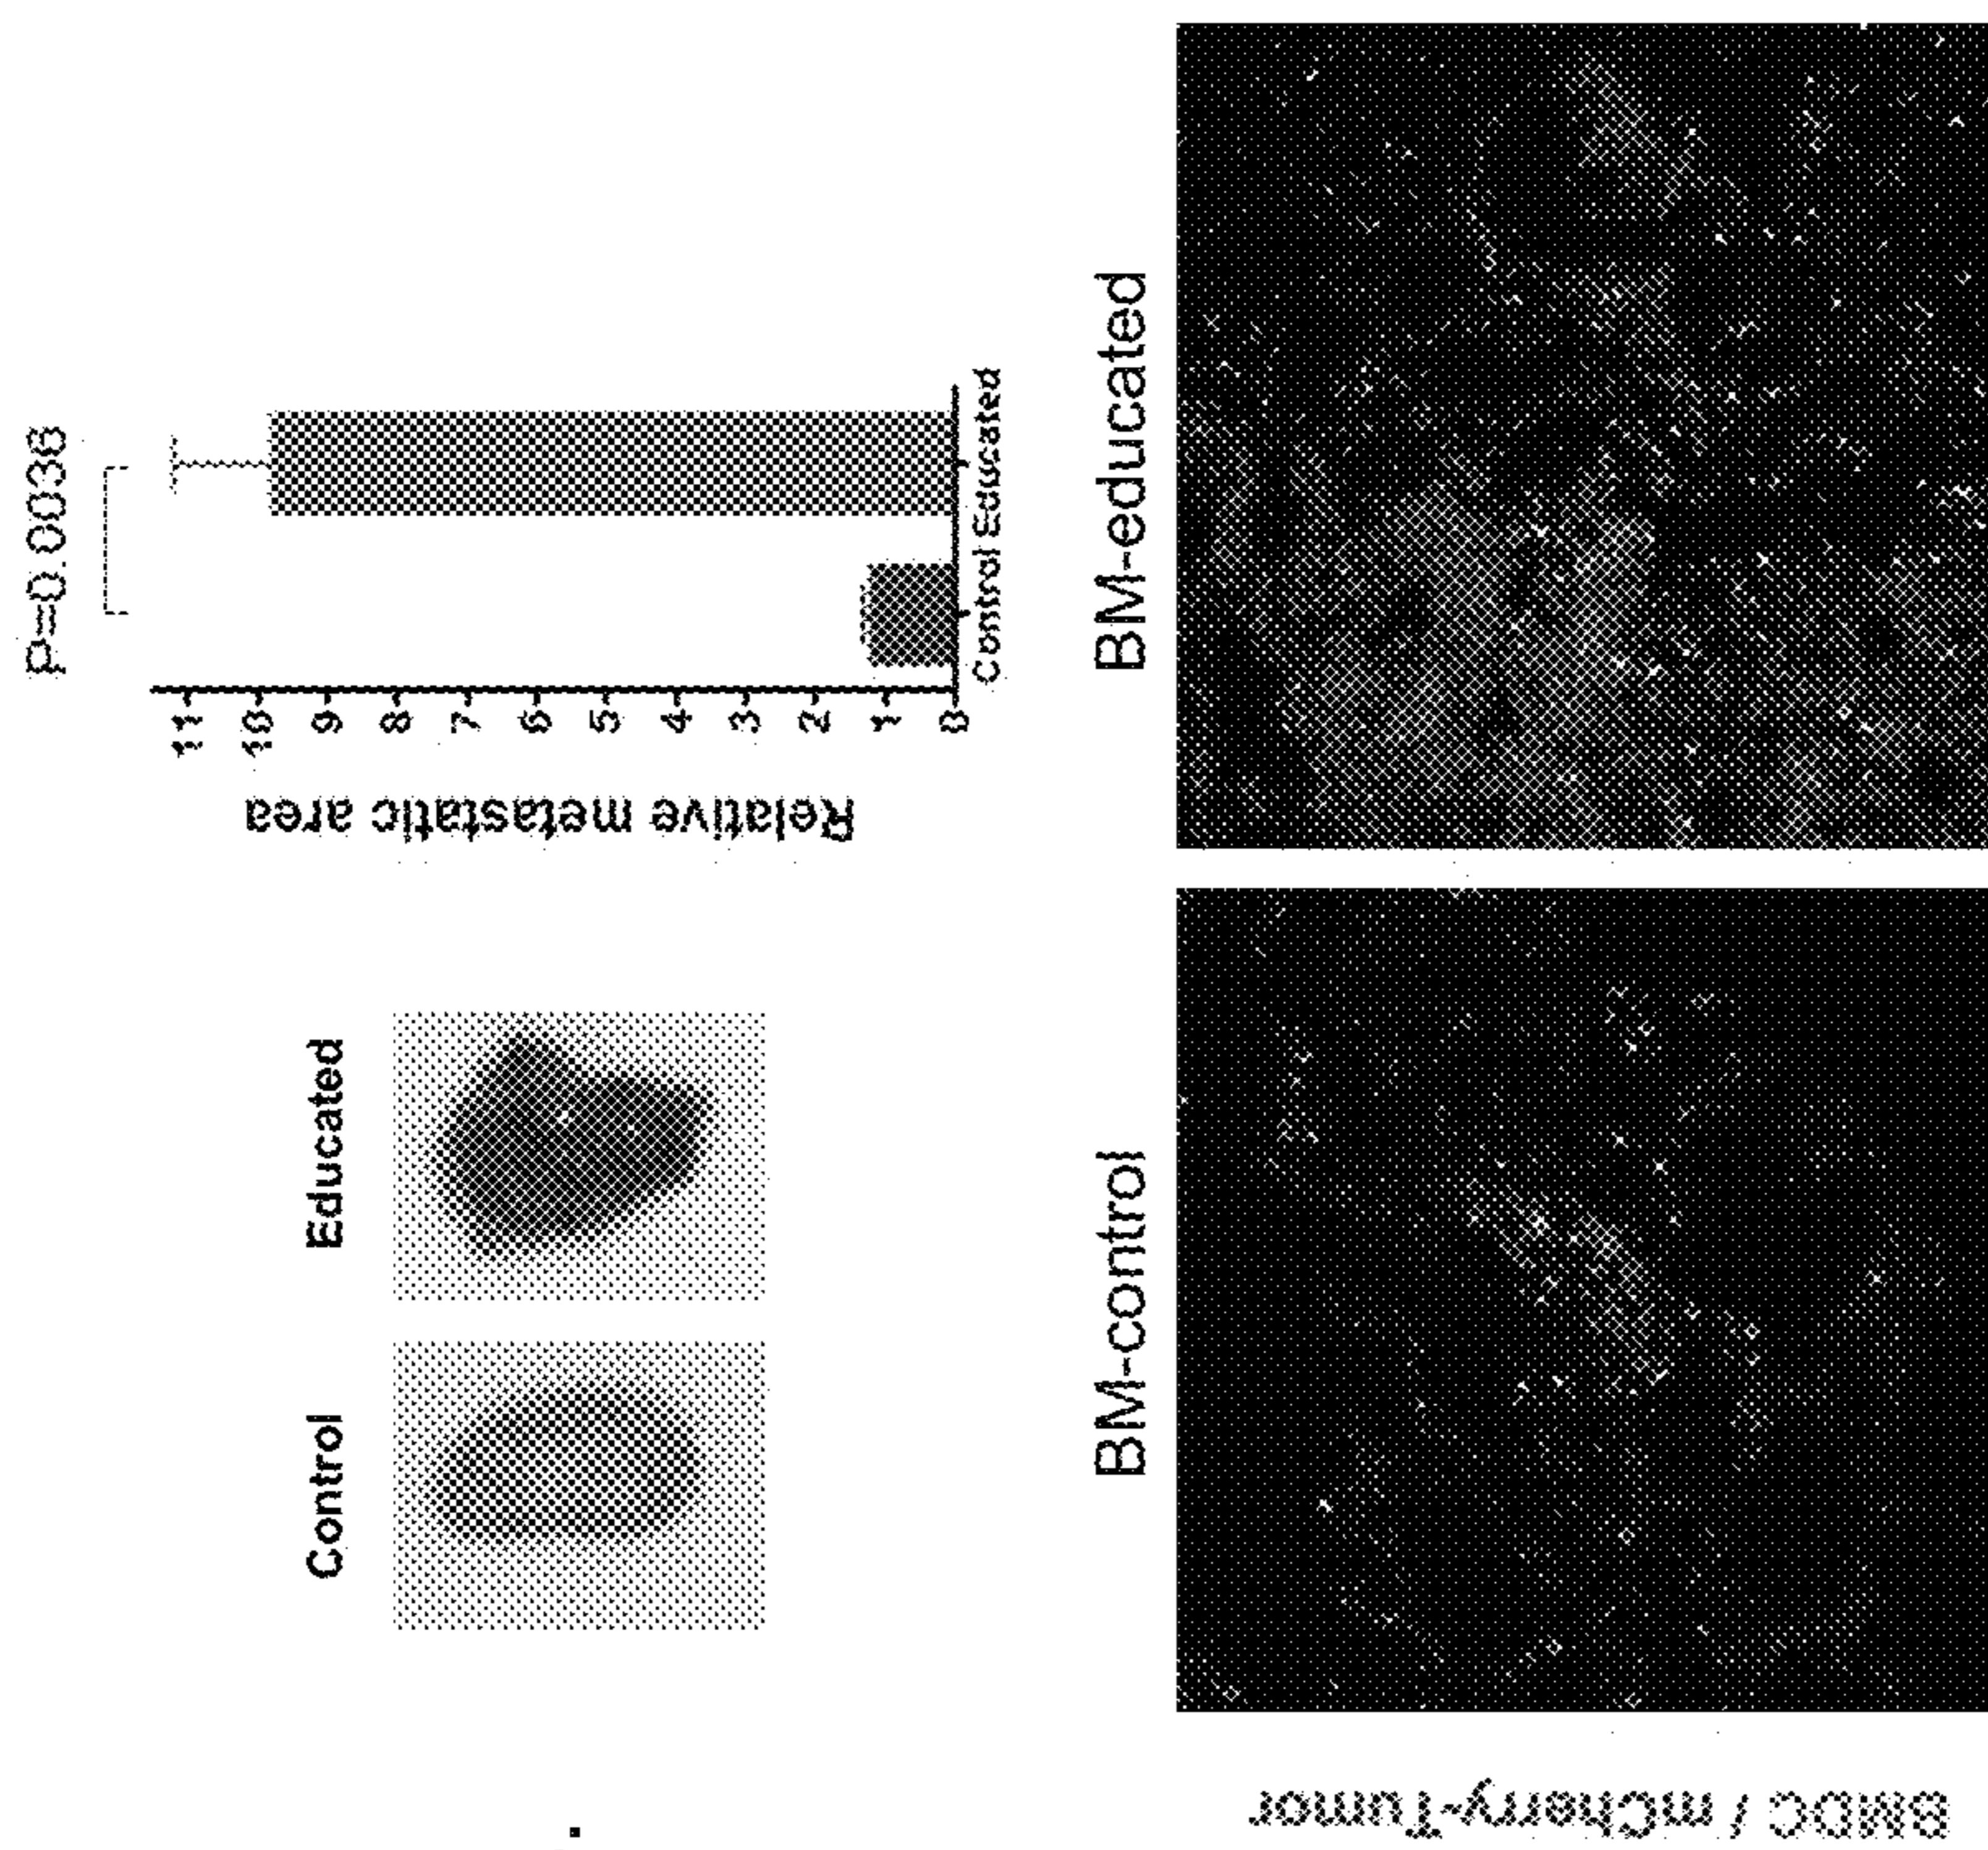 Control
Educated
P=0.0038
Relative metastatic area
11
10
9
8
7
6
5
4
3
2
1
0
Control Educated
BM-control
BM-educated
BMDC / mCherry-Tumor